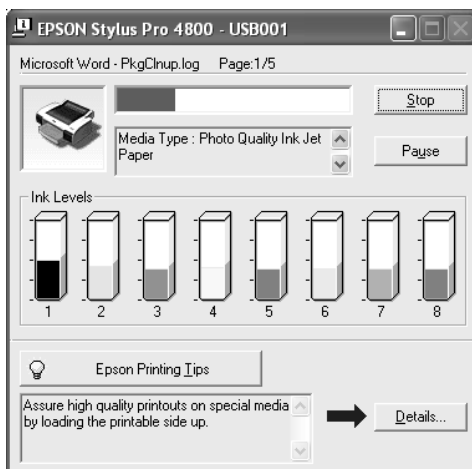 EPSON Stylus Pro 4800 - USB001
Microsoft Word - PkgClnup.log Page:1/5
Stop
Media Type : Photo Quality Ink Jet
Paper
Pause
Ink Levels
1 2 3 4 5 6 7 8
Epson Printing Tips
Assure high quality printouts on special media
by loading the printable side up.
Details...